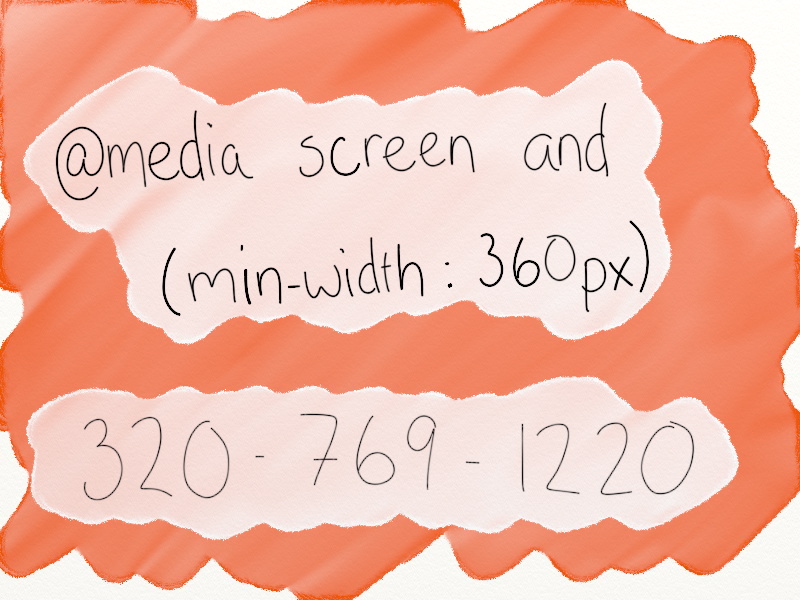 @media screen and
(min-width : 360px)
320 - 769 - 1220